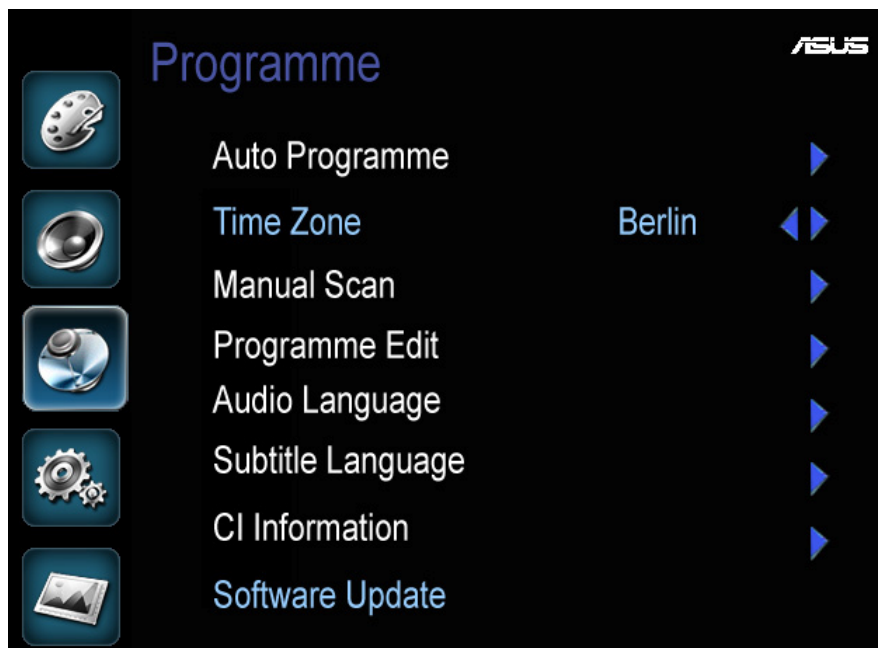 Programme
ASUS
Auto Programme
Time Zone Berlin
Manual Scan
Programme Edit
Audio Language
Subtitle Language
CI Information
Software Update